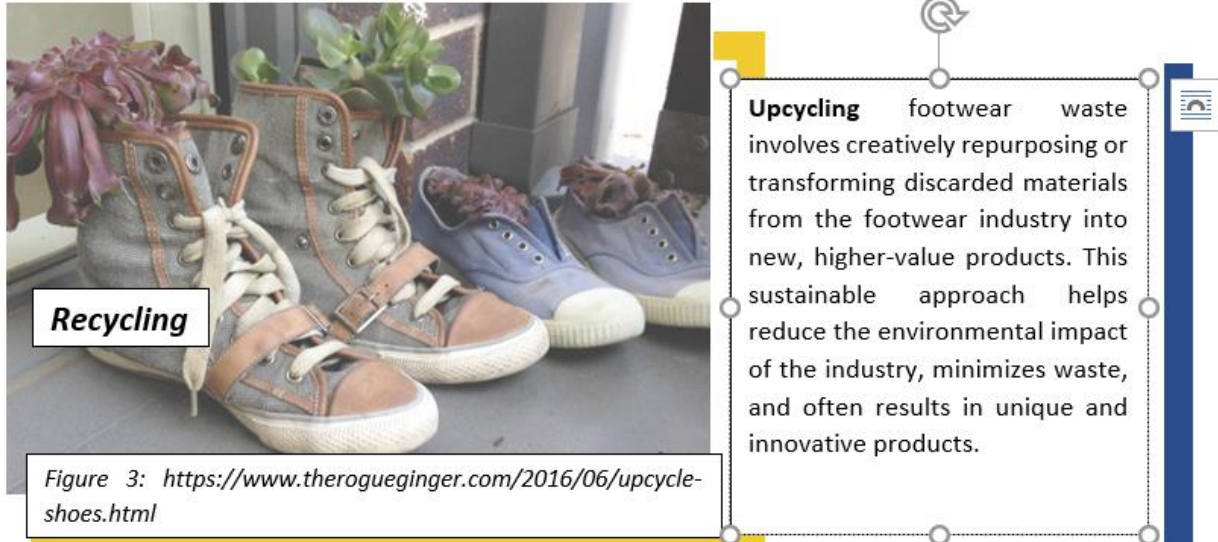 Recycling
Figure 3: https://www.therogueginger.com/2016/06/upcycle-
shoes.html
Upcycling footwear waste
involves creatively repurposing or
transforming discarded materials
from the footwear industry into
new, higher-value products. This
sustainable approach helps
reduce the environmental impact
of the industry, minimizes waste,
and often results in unique and
innovative products.